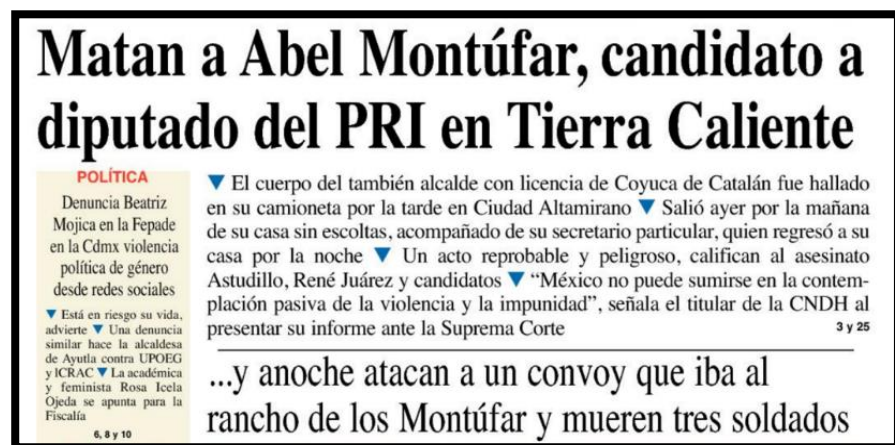 Matan a Abel Montúfar, candidato a
diputado del PRI en Tierra Caliente
POLÍTICA
Denuncia Beatriz
Mojica en la Fepade
en la Cdmx violencia
política de género
desde redes sociales
▼ Está en riesgo su vida,
advierte ▼ Una denuncia
similar hace la alcaldesa
de Ayutla contra UPOEG
y ICRAC ▼ La académica
y feminista Rosa Icela
Ojeda se apunta para la
Fiscalía
6, 8 y 10
▼ El cuerpo del también alcalde con licencia de Coyuca de Catalán fue hallado
en su camioneta por la tarde en Ciudad Altamirano ▼ Salió ayer por la mañana
de su casa sin escoltas, acompañado de su secretario particular, quien regresó a su
casa por la noche ▼ Un acto reprobable y peligroso, califican al asesinato
Astudillo, René Juárez y candidatos ▼ “México no puede sumirse en la contem-
plación pasiva de la violencia y la impunidad”, señala el titular de la CNDH al
presentar su informe ante la Suprema Corte
3 y 25
...y anoche atacan a un convoy que iba al
rancho de los Montúfar y mueren tres soldados